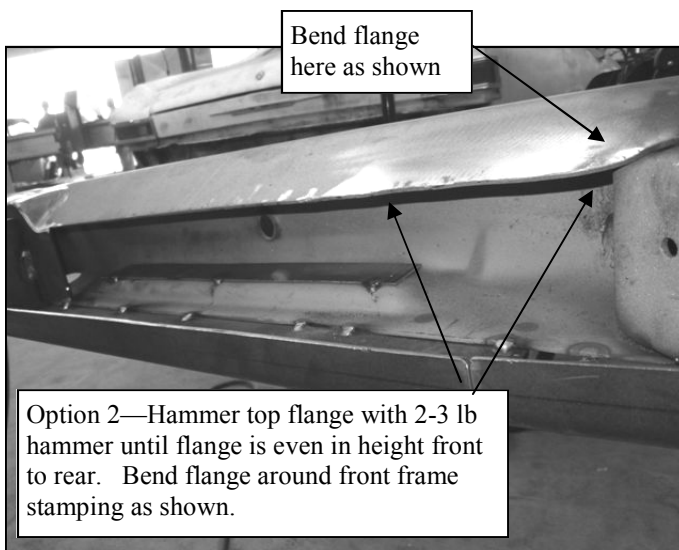 Bend flange
here as shown
Option 2—Hammer top flange with 2-3 lb
hammer until flange is even in height front
to rear.   Bend flange around front frame
stamping as shown.